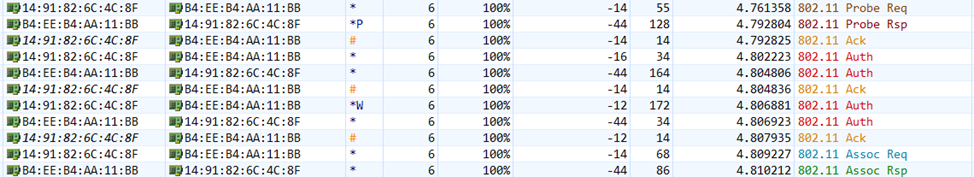 14:91:82:6C:4C:8F B4:EE:B4:AA:11:BB * 6 100% -14 55 4.761358 802.11 Probe Req
B4:EE:B4:AA:11:BB 14:91:82:6C:4C:8F *P 6 100% -44 128 4.792804 802.11 Probe Rsp
14:91:82:6C:4C:8F B4:EE:B4:AA:11:BB # 6 100% -14 14 4.792825 802.11 Ack
14:91:82:6C:4C:8F B4:EE:B4:AA:11:BB * 6 100% -16 34 4.802223 802.11 Auth
B4:EE:B4:AA:11:BB 14:91:82:6C:4C:8F * 6 100% -44 164 4.804806 802.11 Auth
14:91:82:6C:4C:8F B4:EE:B4:AA:11:BB # 6 100% -14 14 4.804836 802.11 Ack
14:91:82:6C:4C:8F B4:EE:B4:AA:11:BB *W 6 100% -12 172 4.806881 802.11 Auth
B4:EE:B4:AA:11:BB 14:91:82:6C:4C:8F * 6 100% -44 34 4.806923 802.11 Auth
14:91:82:6C:4C:8F B4:EE:B4:AA:11:BB # 6 100% -12 14 4.807935 802.11 Ack
14:91:82:6C:4C:8F B4:EE:B4:AA:11:BB * 6 100% -14 68 4.809227 802.11 Assoc Req
B4:EE:B4:AA:11:BB 14:91:82:6C:4C:8F * 6 100% -44 86 4.810212 802.11 Assoc Rsp